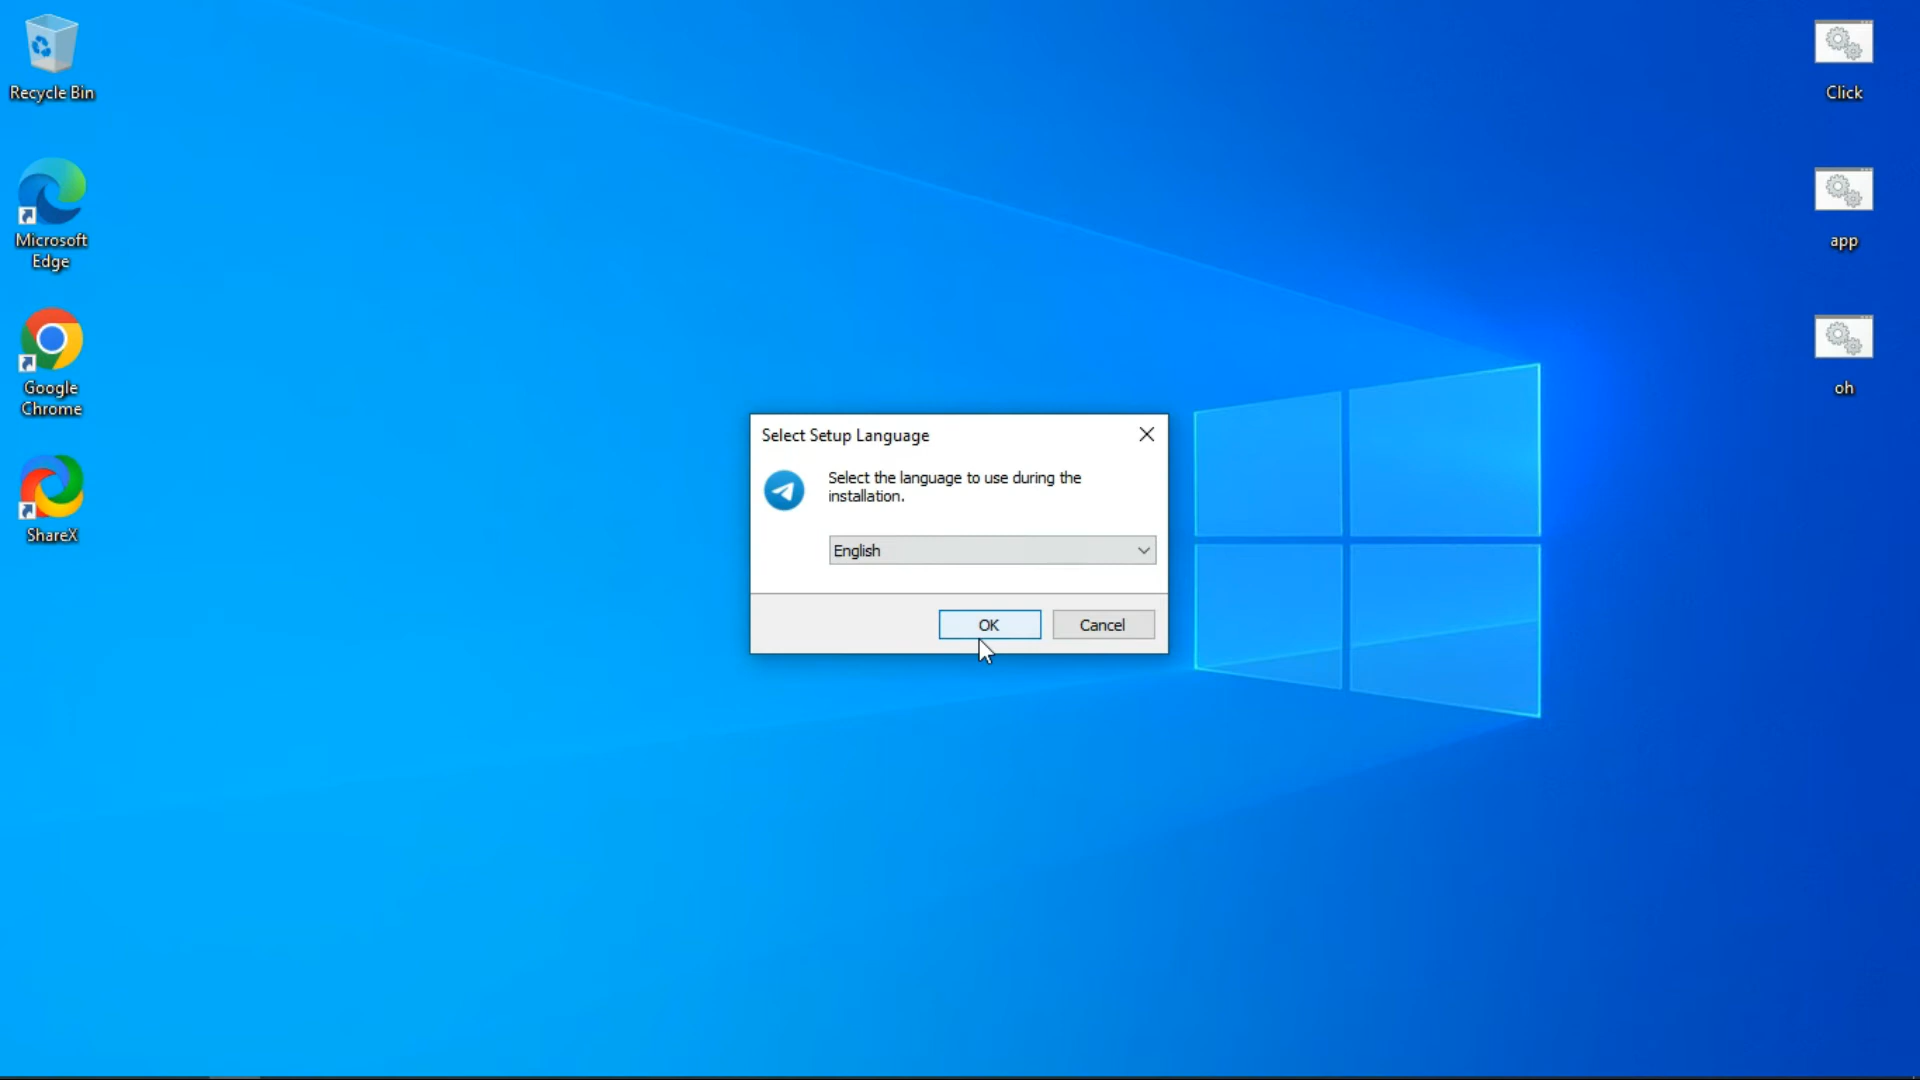 Recycle Bin
Microsoft
Edge
Google
Chrome
ShareX
Select Setup Language
Select the language to use during the
installation.
English
OK
Cancel
Click
app
oh